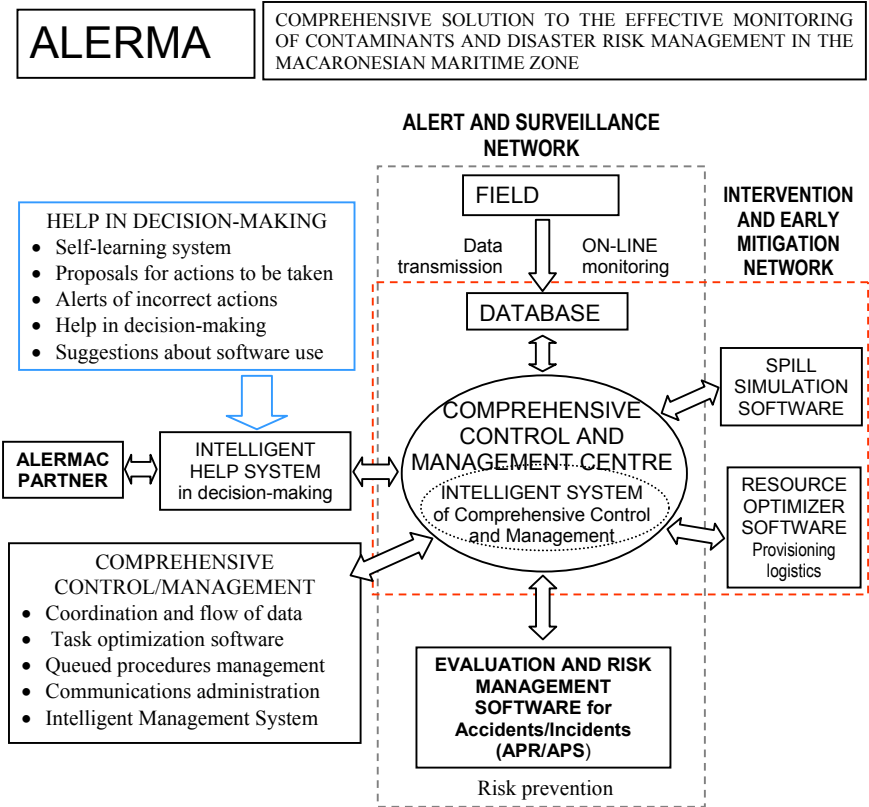 ALERMA
COMPREHENSIVE SOLUTION TO THE EFFECTIVE MONITORING
OF CONTAMINANTS AND DISASTER RISK MANAGEMENT IN THE
MACARONESIAN MARITIME ZONE
ALERT AND SURVEILLANCE
NETWORK
FIELD
Data
transmission
ON-LINE
monitoring
INTERVENTION
AND EARLY
MITIGATION
NETWORK
HELP IN DECISION-MAKING
• Self-learning system
• Proposals for actions to be taken
• Alerts of incorrect actions
• Help in decision-making
• Suggestions about software use
DATABASE
SPILL
SIMULATION
SOFTWARE
COMPREHENSIVE
CONTROL AND
MANAGEMENT CENTRE
INTELLIGENT SYSTEM
of Comprehensive Control
and Management
ALERMAC
PARTNER
INTELLIGENT
HELP SYSTEM
in decision-making
RESOURCE
OPTIMIZER
SOFTWARE
Provisioning
logistics
COMPREHENSIVE
CONTROL/MANAGEMENT
• Coordination and flow of data
• Task optimization software
• Queued procedures management
• Communications administration
• Intelligent Management System
EVALUATION AND RISK
MANAGEMENT
SOFTWARE for
Accidents/Incidents
(APR/APS)
Risk prevention